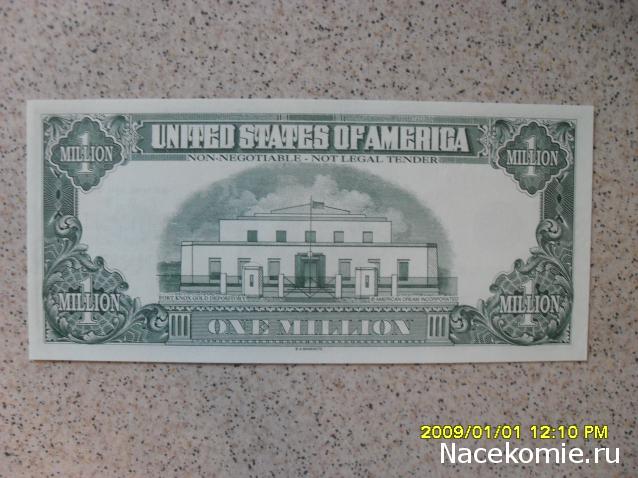 UNITED STATES OF AMERICA
NON-NEGOTIABLE - NOT LEGAL TENDER
1 MILLION
1 MILLION
FORT KNOX GOLD DEPOSITORY
© AMERICAN DREAM INCORPORATED
1 MILLION
1 MILLION
ONE MILLION
2009/01/01 12:10 PM
Nacekomie.ru